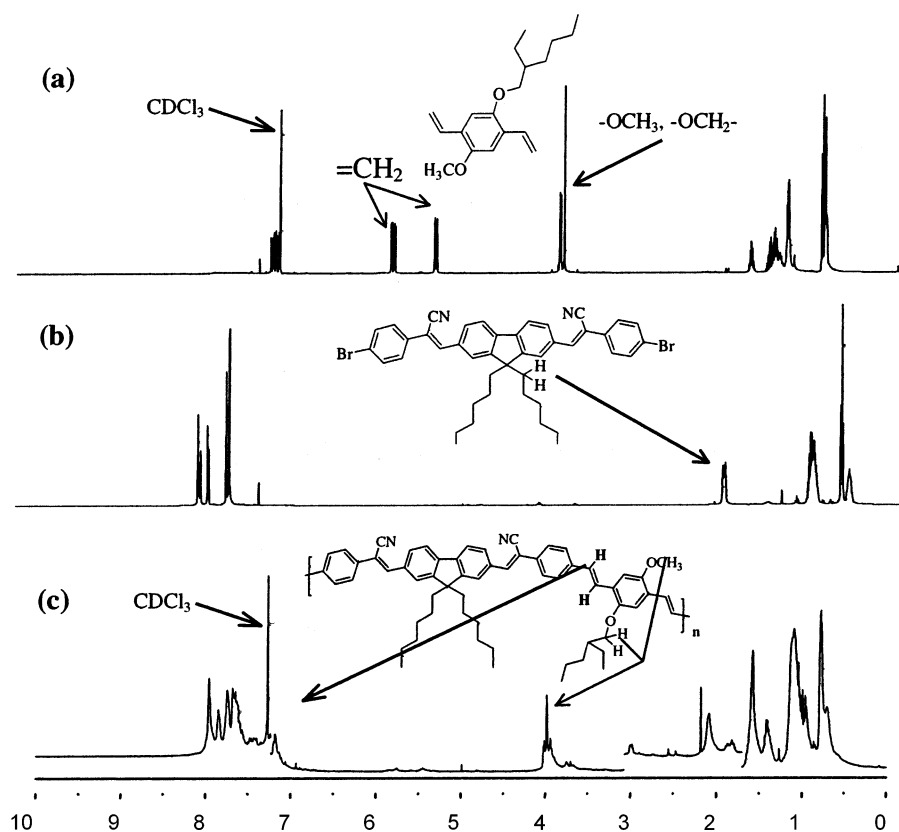 (a)
CDCl₃
=CH₂
O
H₃CO
-OCH₃, -OCH₂-
(b)
CN
NC
Br
Br
H
H
(c)
CDCl₃
CN
NC
H
H
OCH₃
O
H
H
n
10 9 8 7 6 5 4 3 2 1 0